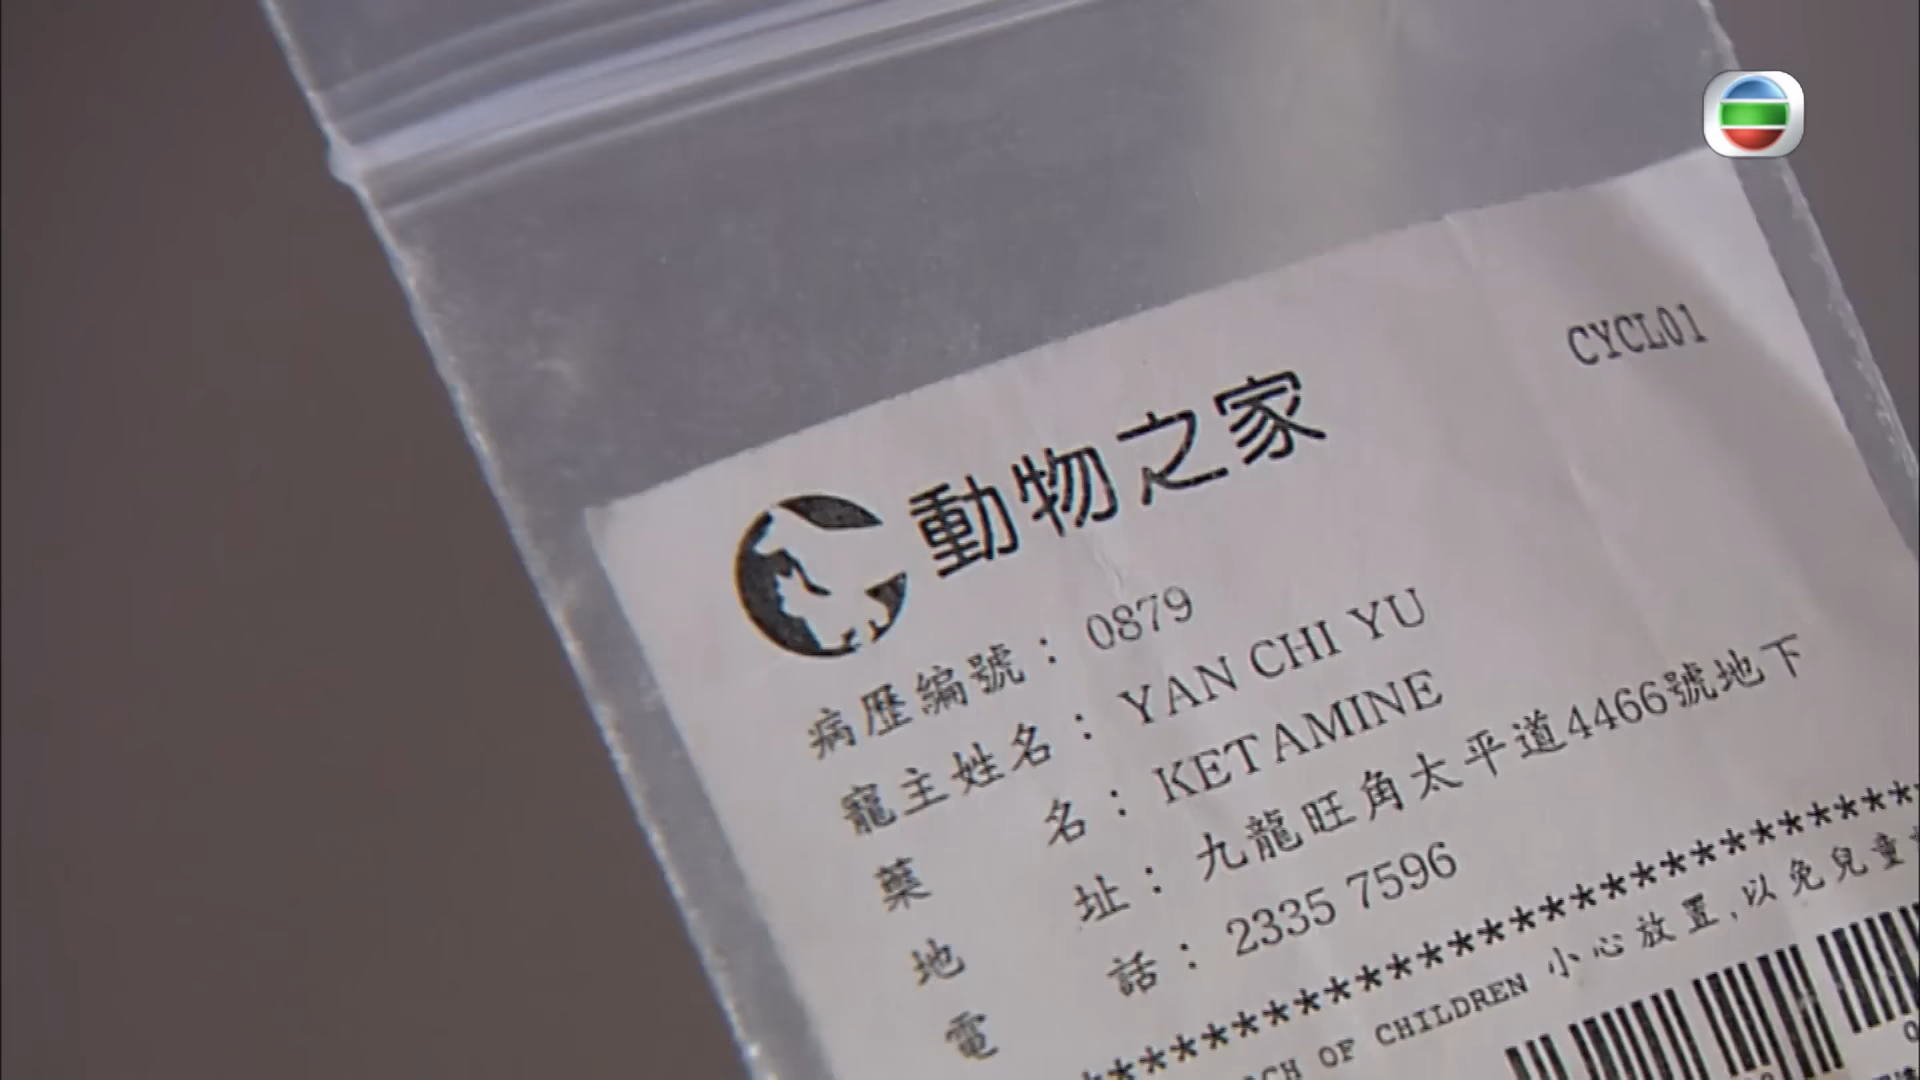 CYCL01
動物之家
病歷編號：0879
寵主姓名：YAN CHI YU
藥名：KETAMINE
地址：九龍旺角太平道4466號地下
電話：2335 7596
********************************
OF CHILDREN 小心放置,以免兒童